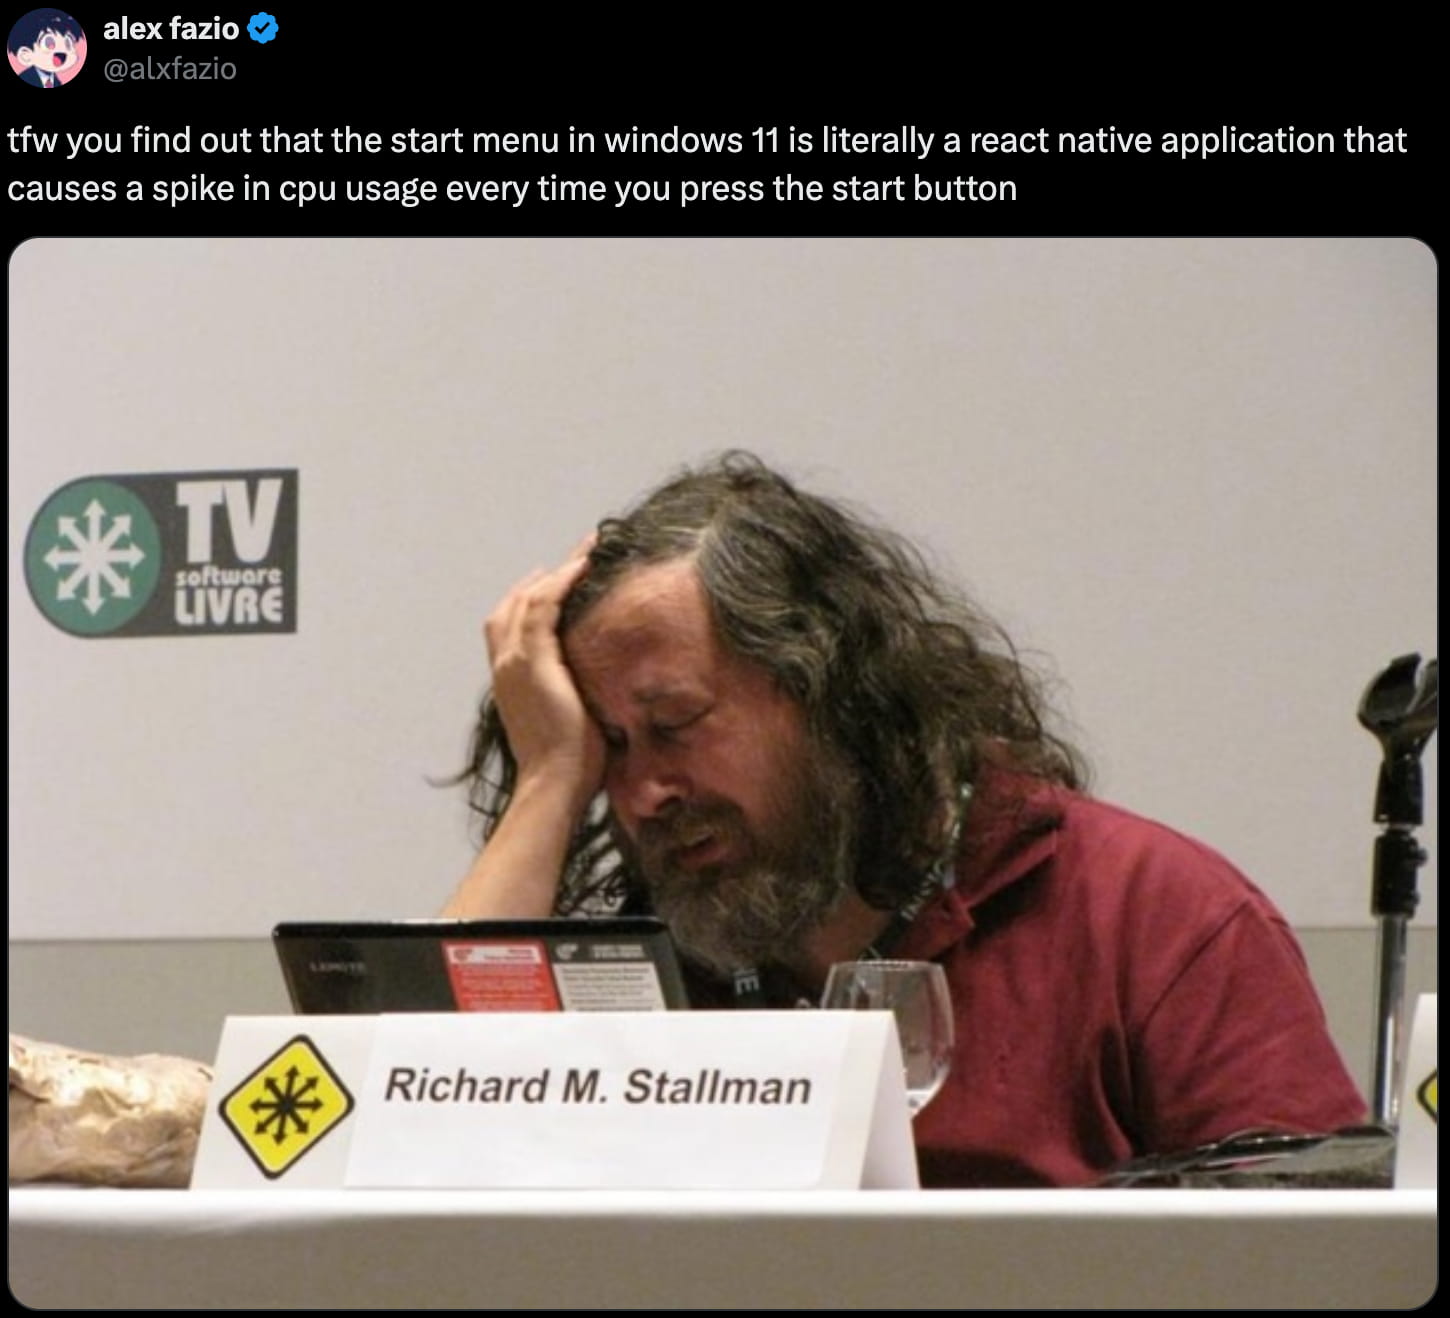 alex fazio
@alxfazio
tfw you find out that the start menu in windows 11 is literally a react native application that
causes a spike in cpu usage every time you press the start button
TV
software
LIVRE
Richard M. Stallman